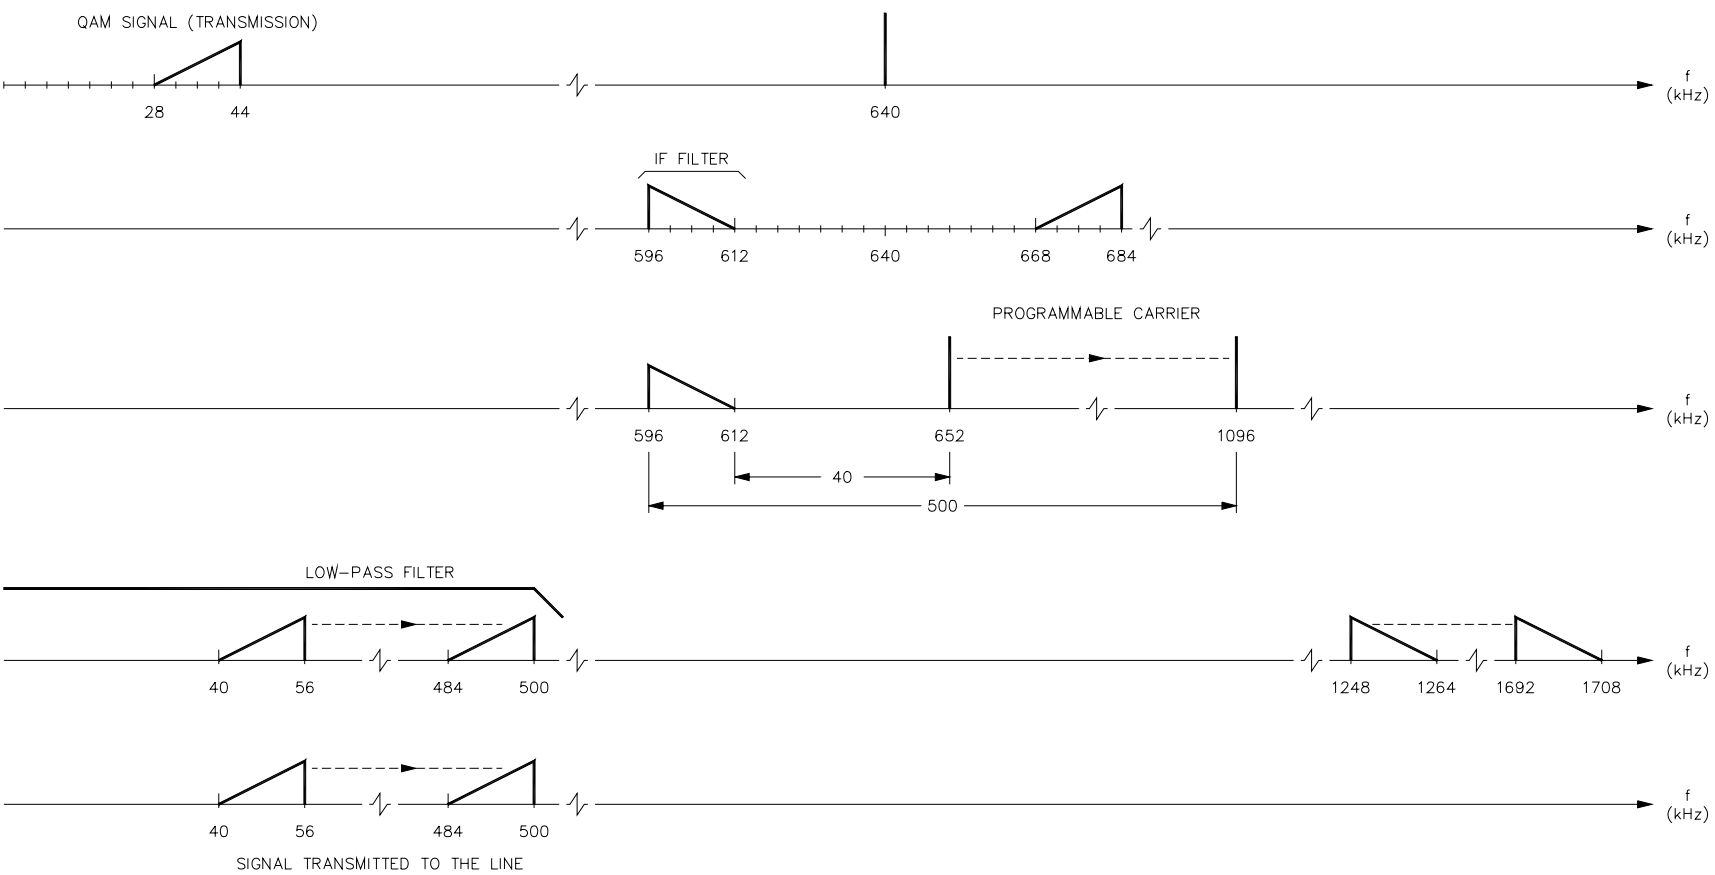 QAM SIGNAL (TRANSMISSION)
f
(kHz)
28 44 640
IF FILTER
f
(kHz)
596 612 640 668 684
PROGRAMMABLE CARRIER
f
(kHz)
596 612 652 1096
40
500
LOW-PASS FILTER
f
(kHz)
40 56 484 500 1248 1264 1692 1708
f
(kHz)
40 56 484 500
SIGNAL TRANSMITTED TO THE LINE